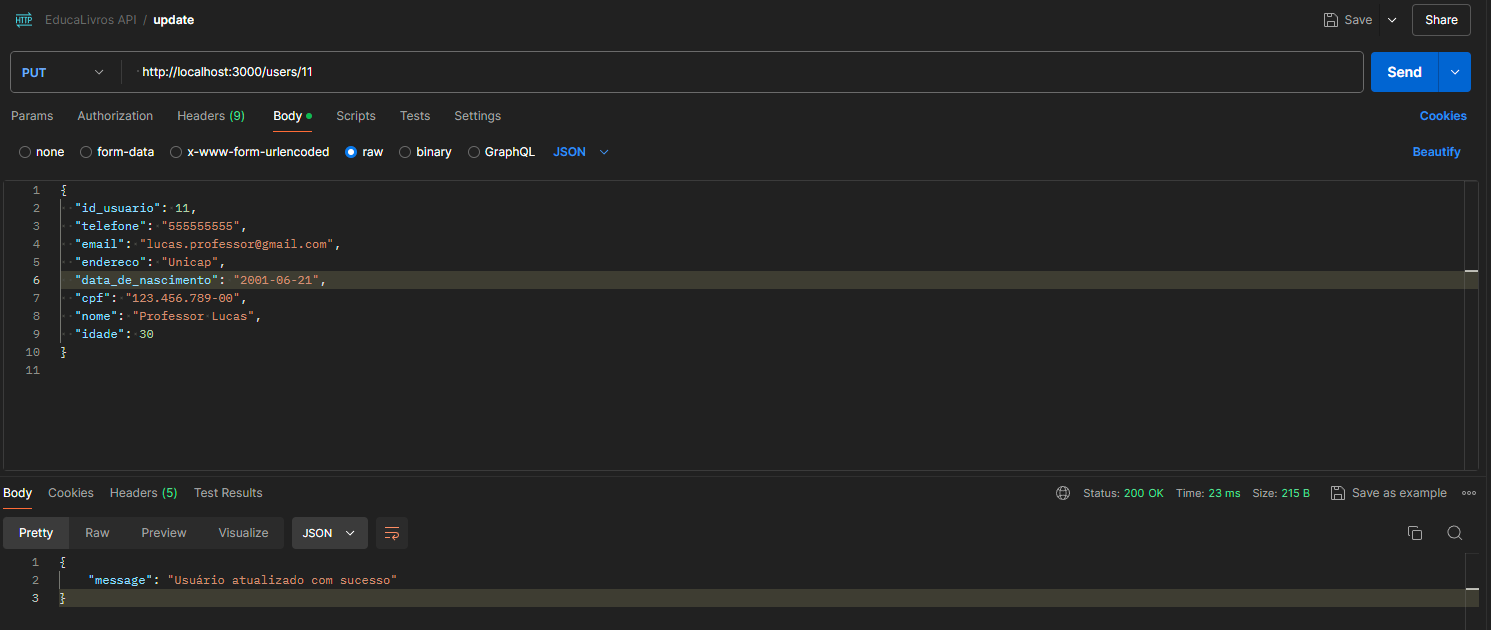 HTTP EducaLivros API / update Save Share
PUT http://localhost:3000/users/11 Send
Params Authorization Headers (9) Body Scripts Tests Settings Cookies
none form-data x-www-form-urlencoded raw binary GraphQL JSON Beautify
1 {
2 "id_usuario": 11,
3 "telefone": "555555555",
4 "email": "lucas.professor@gmail.com",
5 "endereco": "Unicap",
6 "data_de_nascimento": "2001-06-21",
7 "cpf": "123.456.789-00",
8 "nome": "Professor Lucas",
9 "idade": 30
10 }
11
Body Cookies Headers (5) Test Results Status: 200 OK Time: 23 ms Size: 215 B Save as example
Pretty Raw Preview Visualize JSON
1 {
2 "message": "Usuário atualizado com sucesso"
3 }